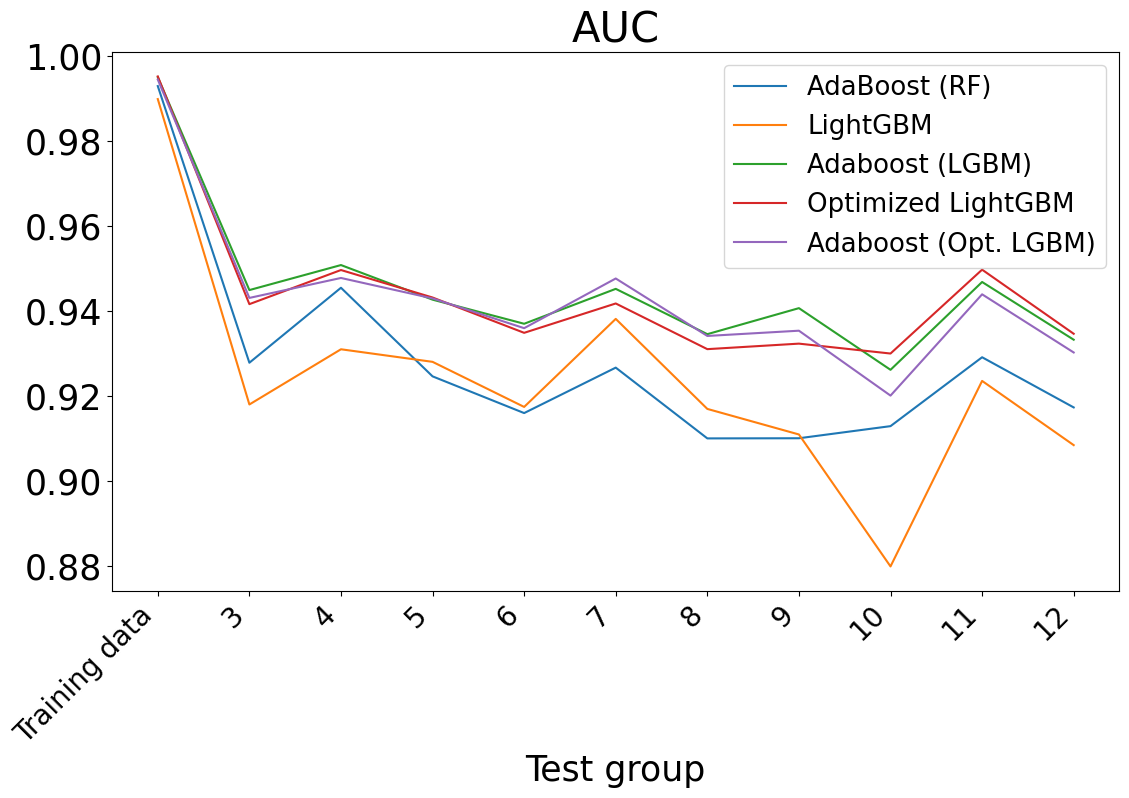 AUC
1.00
0.98
0.96
0.94
0.92
0.90
0.88
AdaBoost (RF)
LightGBM
Adaboost (LGBM)
Optimized LightGBM
Adaboost (Opt. LGBM)
Training data
3
4
5
6
7
8
9
10
11
12
Test group